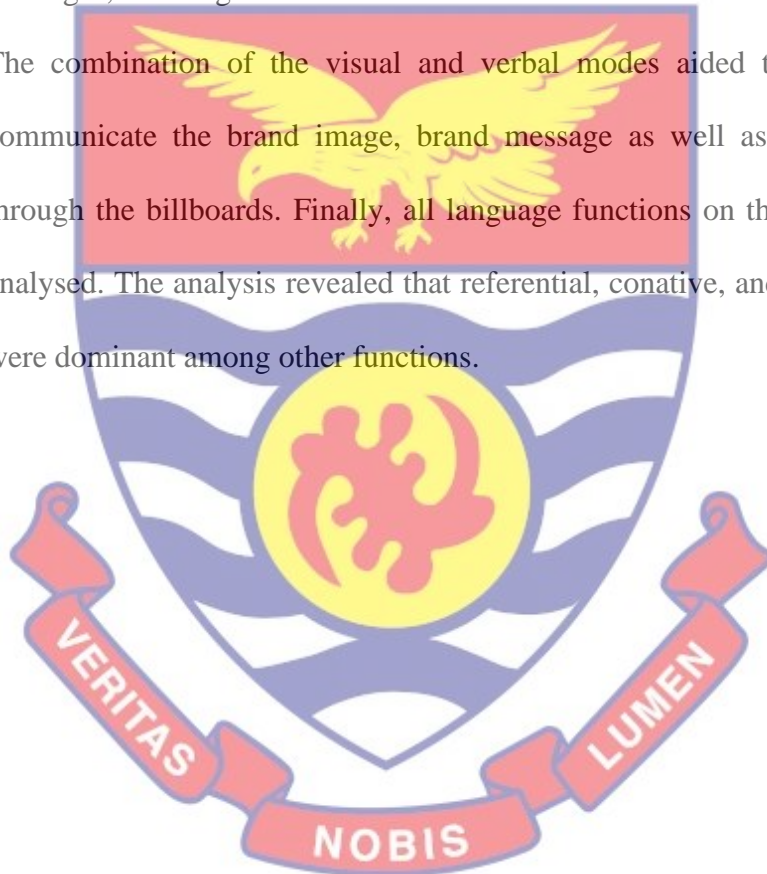 The combination of the visual and verbal modes aided t
communicate the brand image, brand message as well as
through the billboards. Finally, all language functions on th
analysed. The analysis revealed that referential, conative, and
were dominant among other functions.
VERITAS
NOBIS
LUMEN